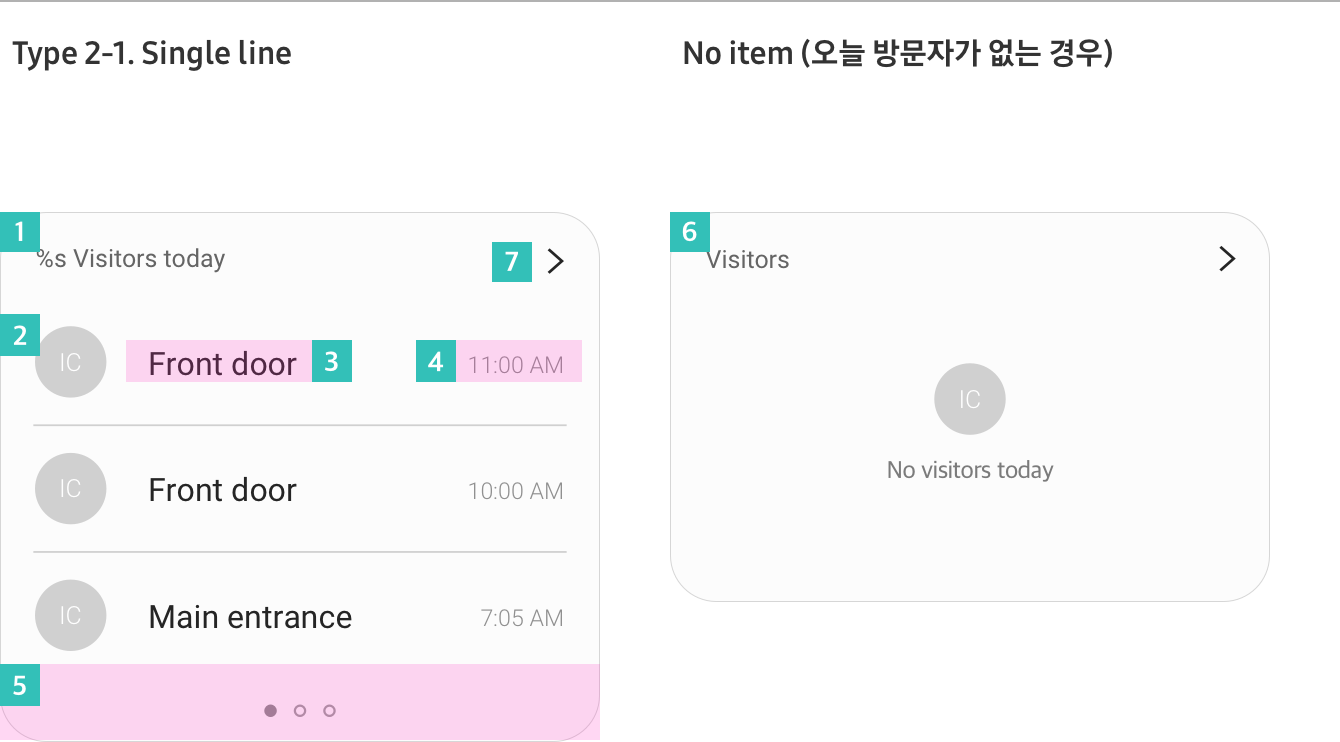 Type 2-1. Single line
No item (오늘 방문자가 없는 경우)
1
%s Visitors today
7
2
IC
Front door
3
4
11:00 AM
IC
Front door
10:00 AM
IC
Main entrance
7:05 AM
5
6
Visitors
IC
No visitors today